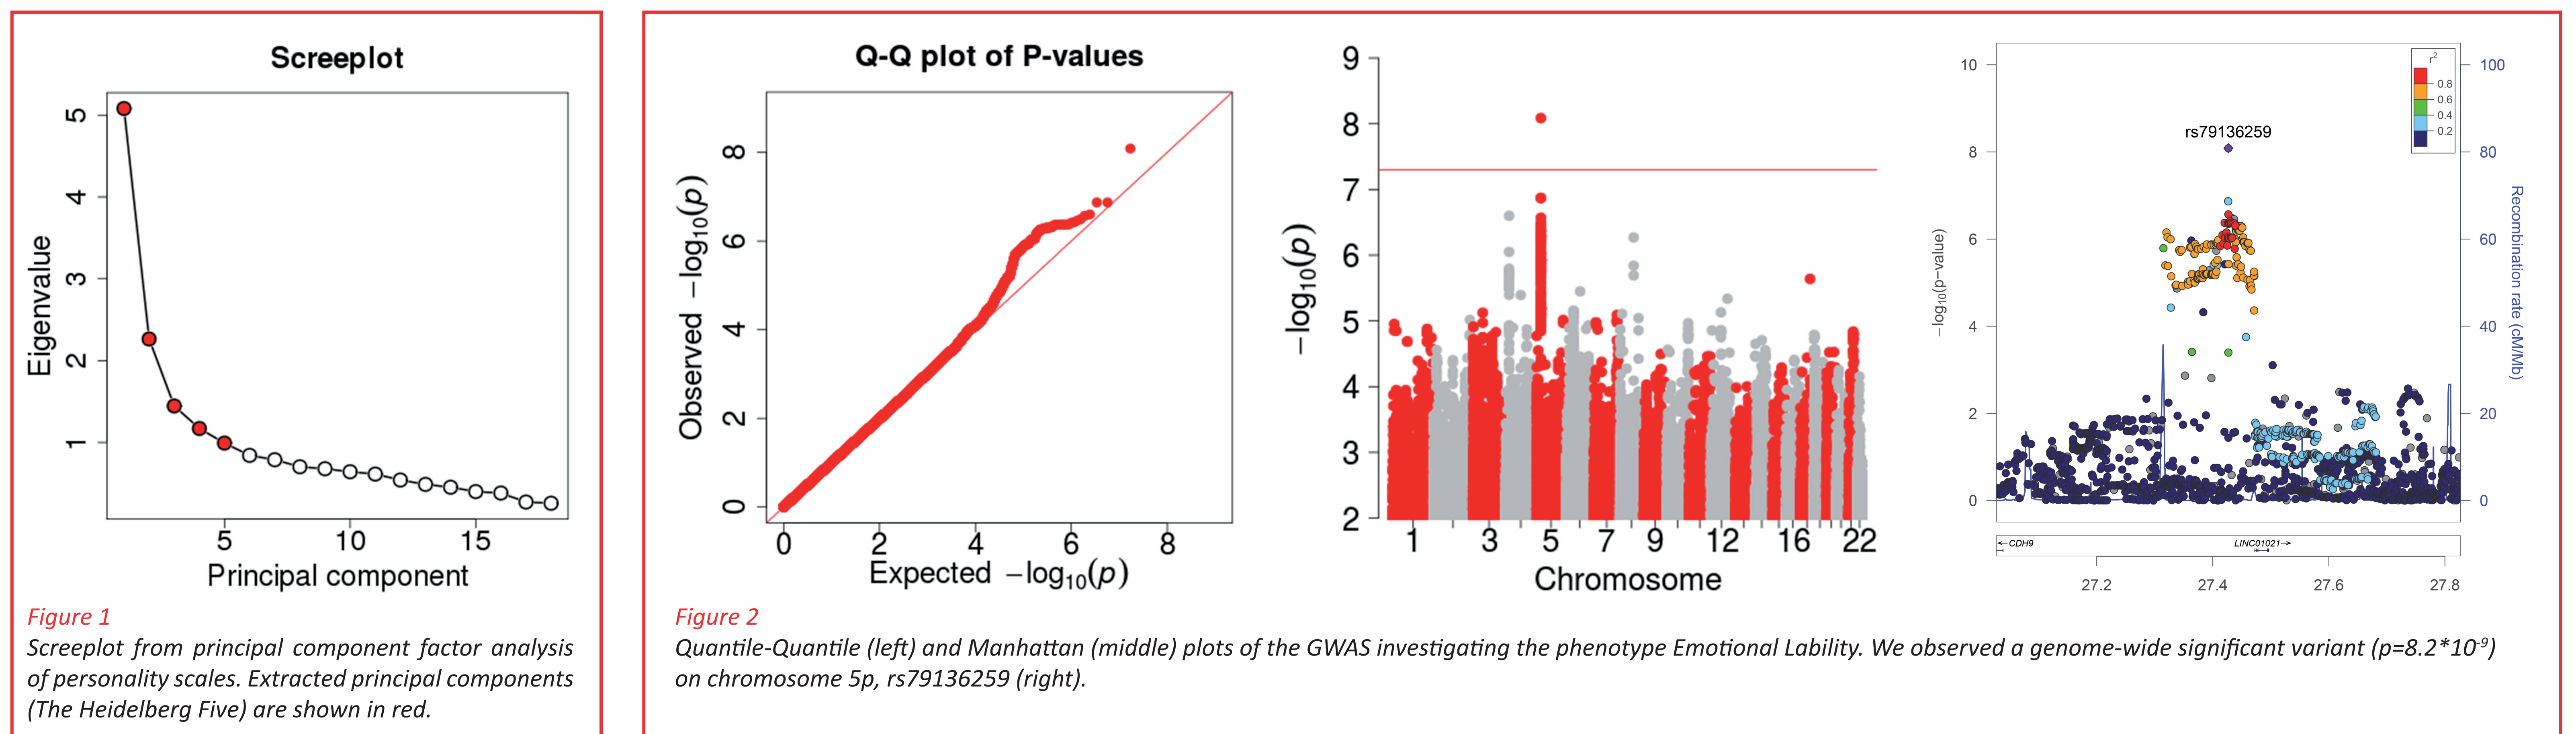 Screeplot
Eigenvalue
5
4
3
2
1
5 10 15
Principal component
Figure 1
Screeplot from principal component factor analysis
of personality scales. Extracted principal components
(The Heidelberg Five) are shown in red.
Q-Q plot of P-values
Observed −log10(p)
8
6
4
2
0
0 2 4 6 8
Expected −log10(p)
−log10(p)
9
8
7
6
5
4
3
2
1 3 5 7 9 12 16 22
Chromosome
−log10(p−value)
10
8
6
4
2
0
rs79136259
r2
0.8
0.6
0.4
0.2
100
80
60
40
20
0
Recombination rate (cM/Mb)
←CDH9
LINC01021→
27.2 27.4 27.6 27.8
Figure 2
Quantile-Quantile (left) and Manhattan (middle) plots of the GWAS investigating the phenotype Emotional Lability. We observed a genome-wide significant variant (p=8.2*10-9)
on chromosome 5p, rs79136259 (right).